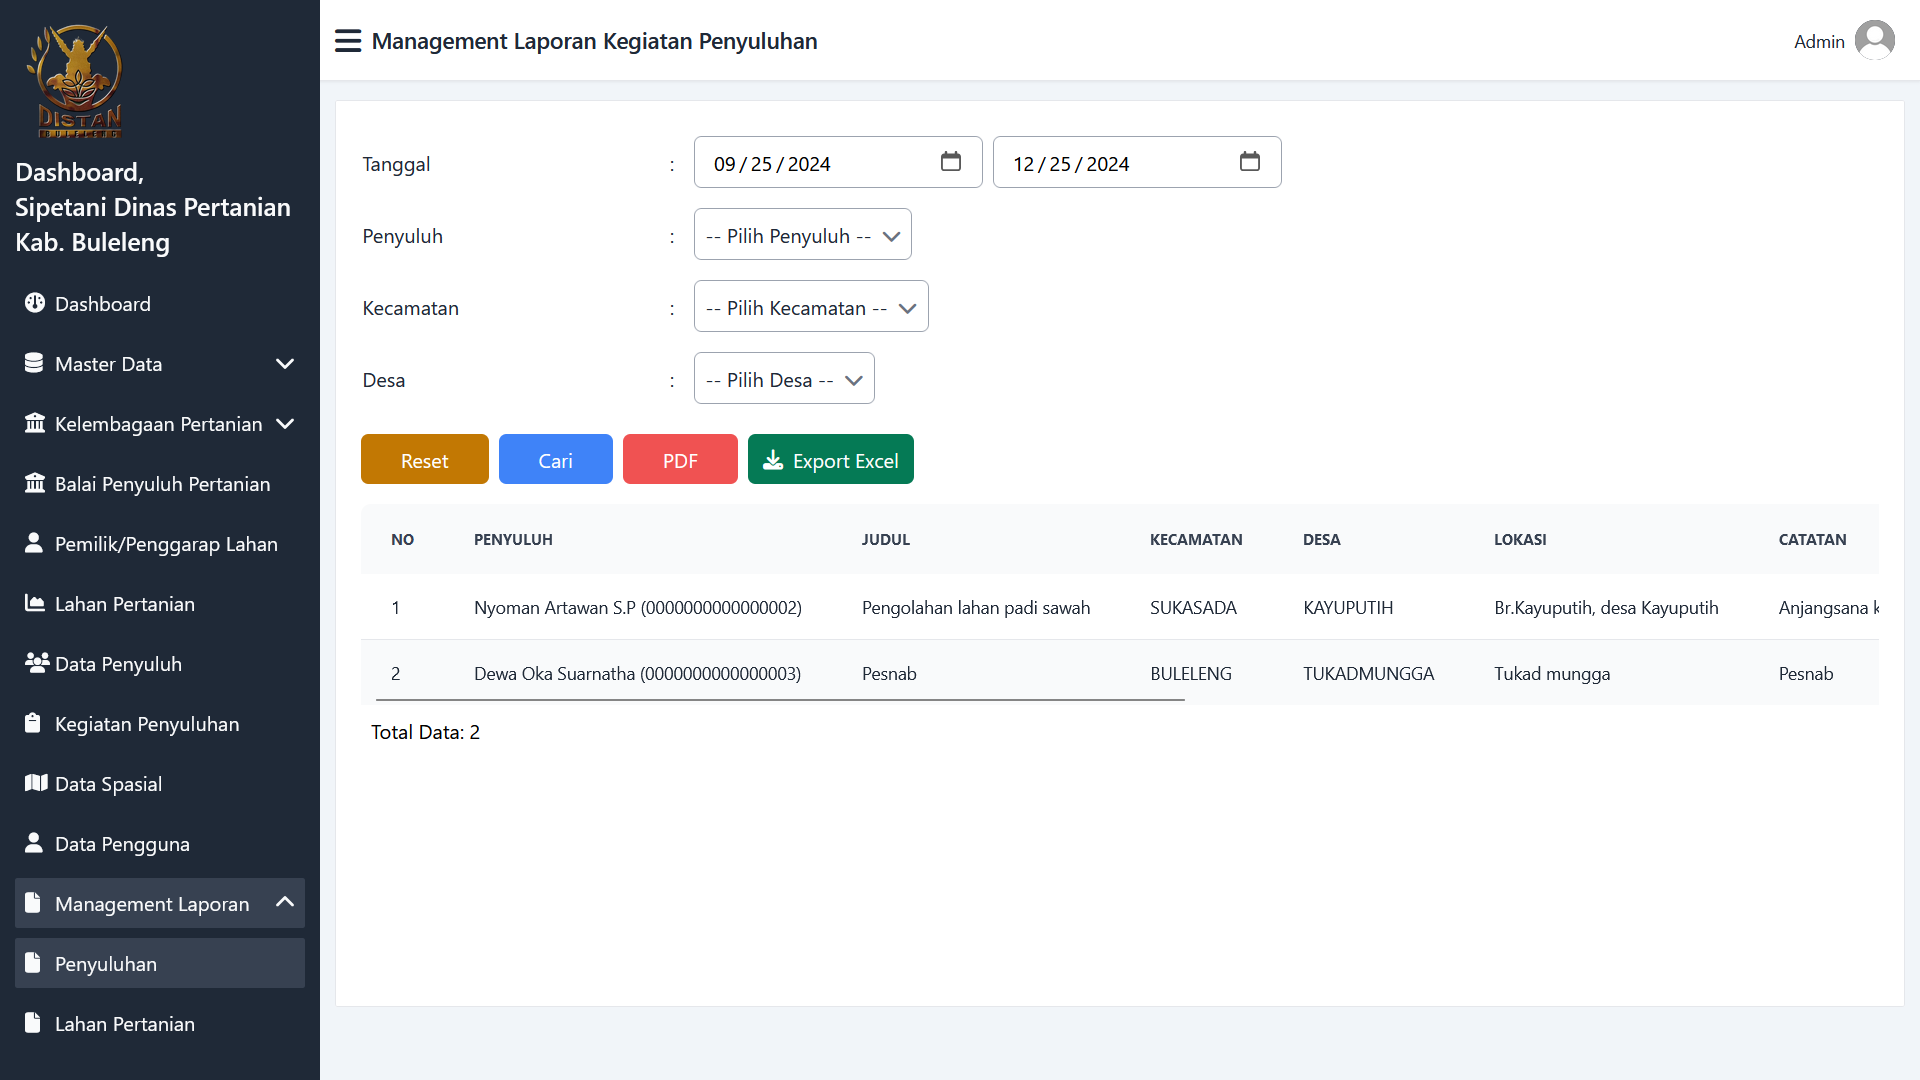 DISTAN
BULELENG
Dashboard,
Sipetani Dinas Pertanian
Kab. Buleleng
Dashboard
Master Data
Kelembagaan Pertanian
Balai Penyuluh Pertanian
Pemilik/Penggarap Lahan
Lahan Pertanian
Data Penyuluh
Kegiatan Penyuluhan
Data Spasial
Data Pengguna
Management Laporan
Penyuluhan
Lahan Pertanian
Management Laporan Kegiatan Penyuluhan
Admin
Tanggal : 09/25/2024 12/25/2024
Penyuluh : -- Pilih Penyuluh --
Kecamatan : -- Pilih Kecamatan --
Desa : -- Pilih Desa --
Reset Cari PDF Export Excel
NO PENYULUH JUDUL KECAMATAN DESA LOKASI CATATAN
1 Nyoman Artawan S.P (0000000000000002) Pengolahan lahan padi sawah SUKASADA KAYUPUTIH Br.Kayuputih, desa Kayuputih Anjangsana k
2 Dewa Oka Suarnatha (0000000000000003) Pesnab BULELENG TUKADMUNGGA Tukad mungga Pesnab
Total Data: 2